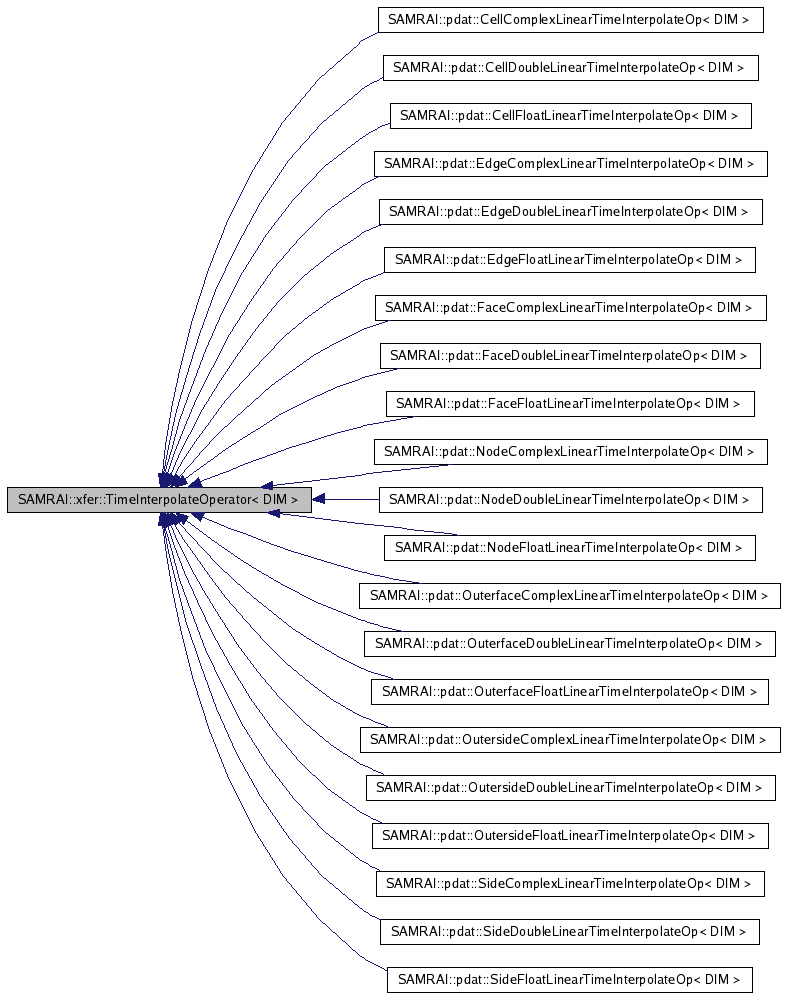 SAMRAI::pdat::CellComplexLinearTimeInterpolateOp< DIM >
SAMRAI::pdat::CellDoubleLinearTimeInterpolateOp< DIM >
SAMRAI::pdat::CellFloatLinearTimeInterpolateOp< DIM >
SAMRAI::pdat::EdgeComplexLinearTimeInterpolateOp< DIM >
SAMRAI::pdat::EdgeDoubleLinearTimeInterpolateOp< DIM >
SAMRAI::pdat::EdgeFloatLinearTimeInterpolateOp< DIM >
SAMRAI::pdat::FaceComplexLinearTimeInterpolateOp< DIM >
SAMRAI::pdat::FaceDoubleLinearTimeInterpolateOp< DIM >
SAMRAI::pdat::FaceFloatLinearTimeInterpolateOp< DIM >
SAMRAI::pdat::NodeComplexLinearTimeInterpolateOp< DIM >
SAMRAI::xfer::TimeInterpolateOperator< DIM >
SAMRAI::pdat::NodeDoubleLinearTimeInterpolateOp< DIM >
SAMRAI::pdat::NodeFloatLinearTimeInterpolateOp< DIM >
SAMRAI::pdat::OuterfaceComplexLinearTimeInterpolateOp< DIM >
SAMRAI::pdat::OuterfaceDoubleLinearTimeInterpolateOp< DIM >
SAMRAI::pdat::OuterfaceFloatLinearTimeInterpolateOp< DIM >
SAMRAI::pdat::OutersideComplexLinearTimeInterpolateOp< DIM >
SAMRAI::pdat::OutersideDoubleLinearTimeInterpolateOp< DIM >
SAMRAI::pdat::OutersideFloatLinearTimeInterpolateOp< DIM >
SAMRAI::pdat::SideComplexLinearTimeInterpolateOp< DIM >
SAMRAI::pdat::SideDoubleLinearTimeInterpolateOp< DIM >
SAMRAI::pdat::SideFloatLinearTimeInterpolateOp< DIM >